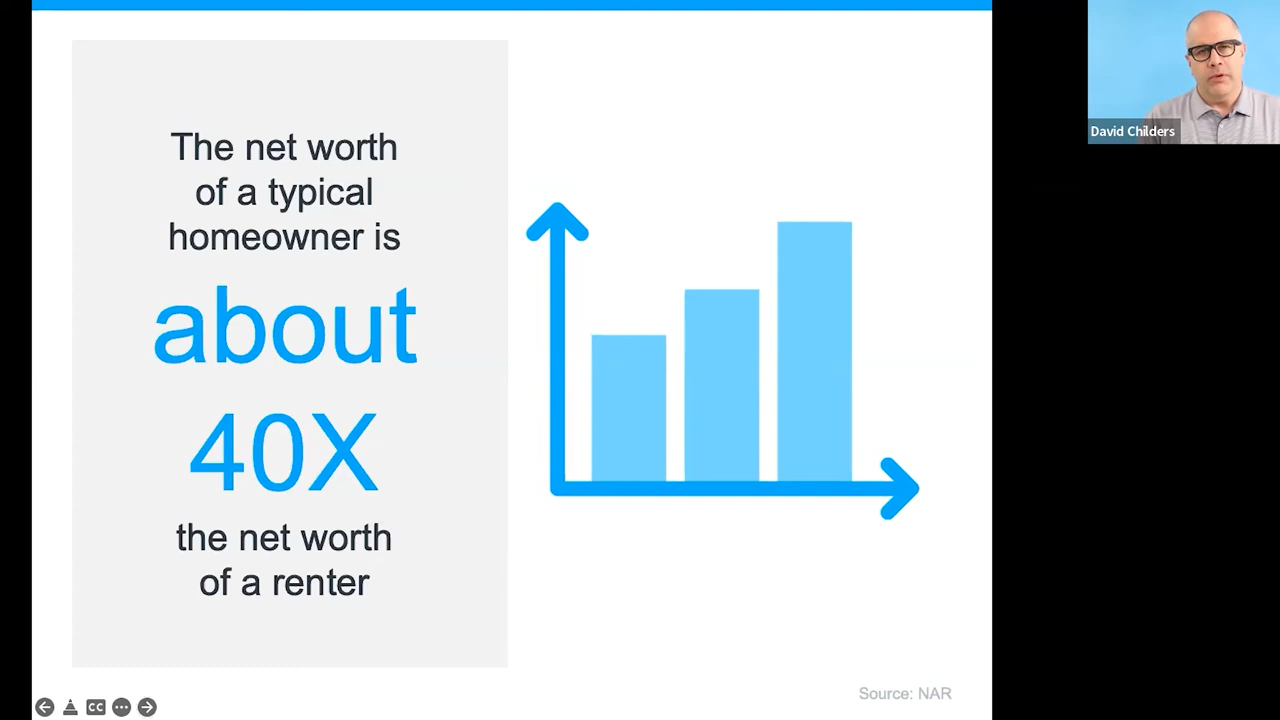 The net worth
of a typical
homeowner is
about
40X
the net worth
of a renter
Source: NAR
David Childers
CC